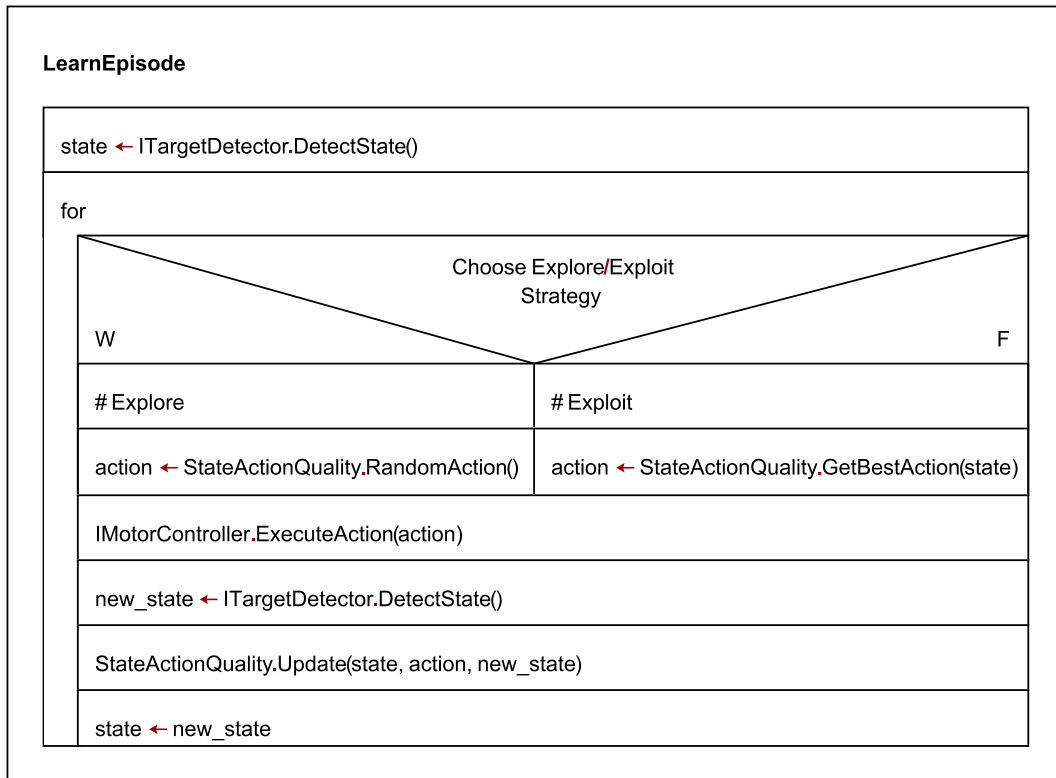 LearnEpisode
state ← ITargetDetector.DetectState()
for
Choose Explore/Exploit
Strategy
W
F
# Explore
# Exploit
action ← StateActionQuality.RandomAction()
action ← StateActionQuality.GetBestAction(state)
IMotorController.ExecuteAction(action)
new_state ← ITargetDetector.DetectState()
StateActionQuality.Update(state, action, new_state)
state ← new_state